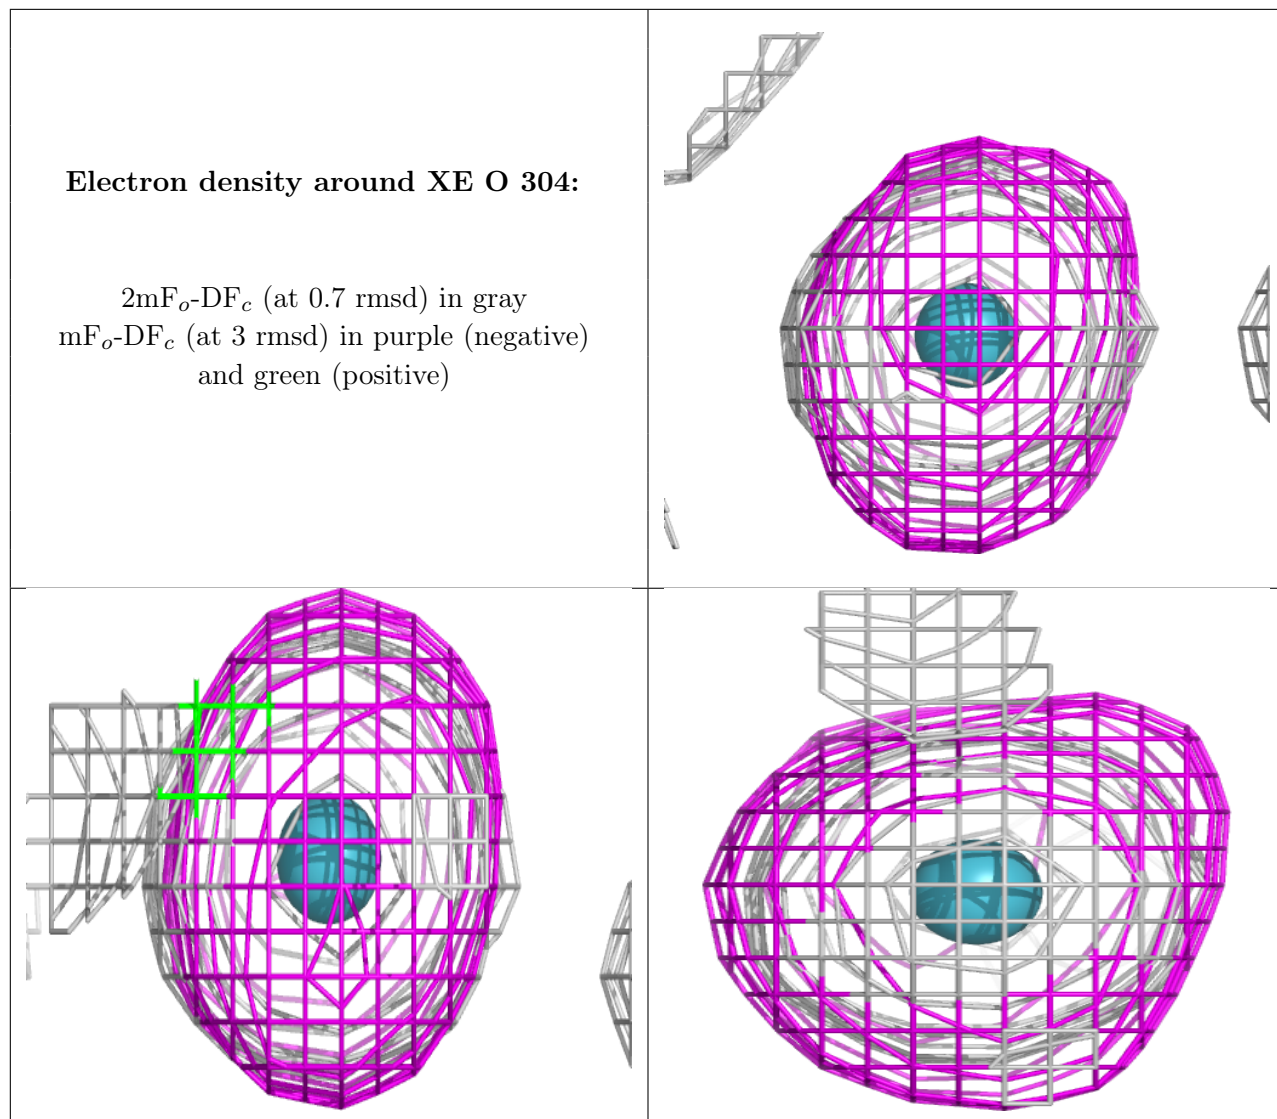 Electron density around XE O 304:
2mFₒ-DF𝒸 (at 0.7 rmsd) in gray
mFₒ-DF𝒸 (at 3 rmsd) in purple (negative)
and green (positive)